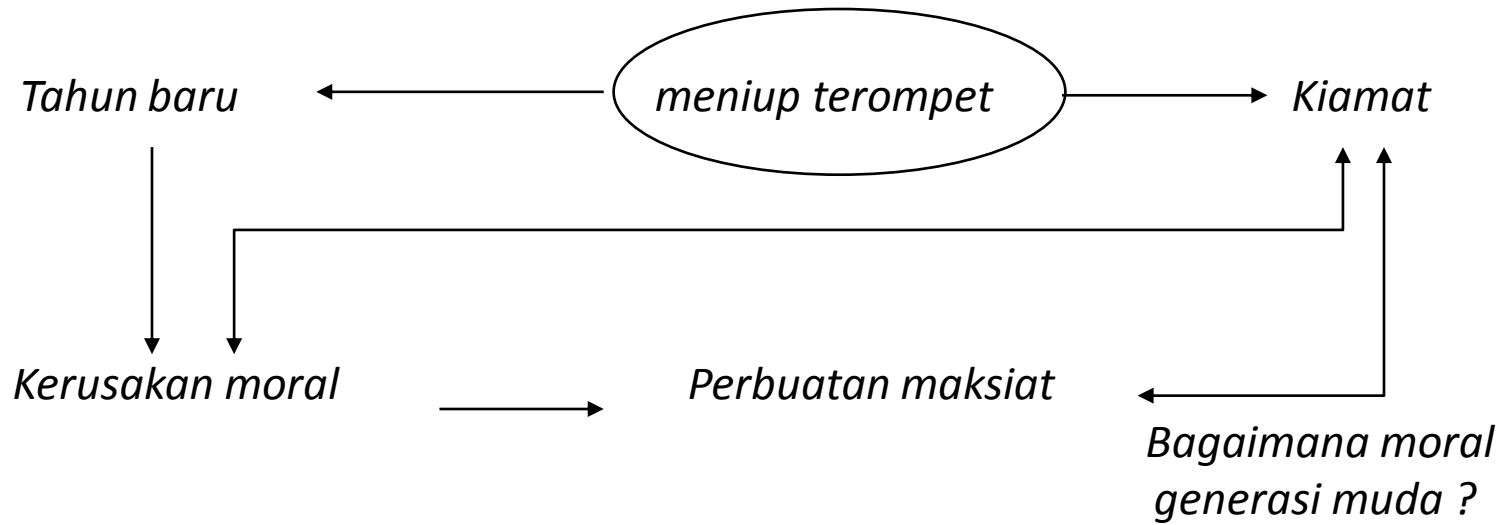 Tahun baru
meniup terompet
Kiamat
Kerusakan moral
Perbuatan maksiat
Bagaimana moral
generasi muda ?